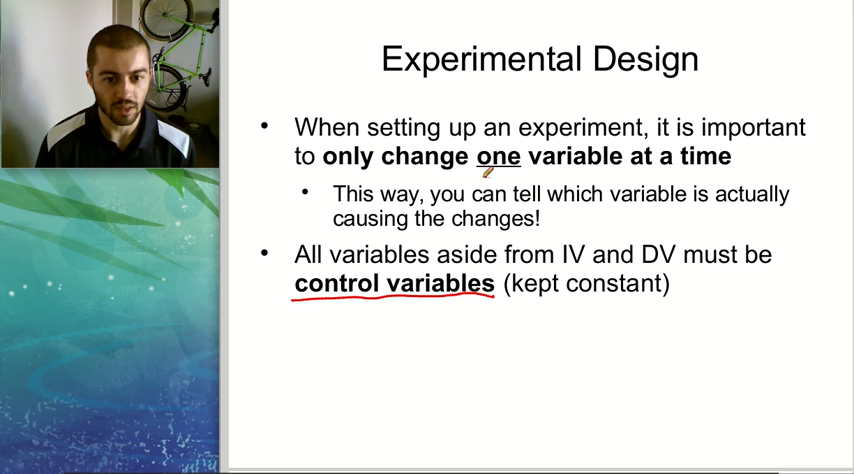 Experimental Design
• When setting up an experiment, it is important
to only change one variable at a time
• This way, you can tell which variable is actually
causing the changes!
• All variables aside from IV and DV must be
control variables (kept constant)